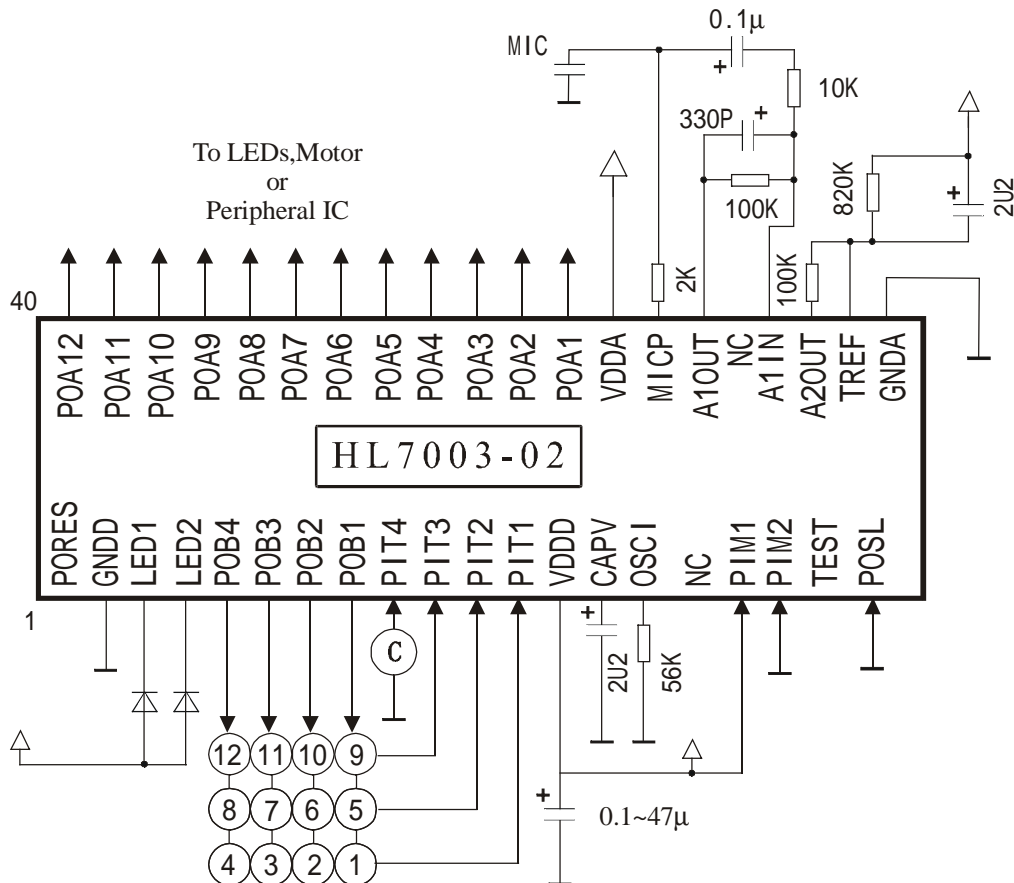 0.1μ
MIC
+
10K
330P
+
To LEDs,Motor
or
Peripheral IC
100K
820K
+
2U2
2K
100K
40
POA12
POA11
POA10
POA9
POA8
POA7
POA6
POA5
POA4
POA3
POA2
POA1
VDDA
MICP
A1OUT
NC
A1IN
A2OUT
TREF
GNDA
HL7003-02
PORES
GNDD
LED1
LED2
POB4
POB3
POB2
POB1
PIT4
PIT3
PIT2
PIT1
VDDD
CAPV
OSCI
NC
PIM1
PIM2
TEST
POSL
1
+
C
2U2
56K
12 11 10 9
8 7 6 5
4 3 2 1
+
0.1~47μ